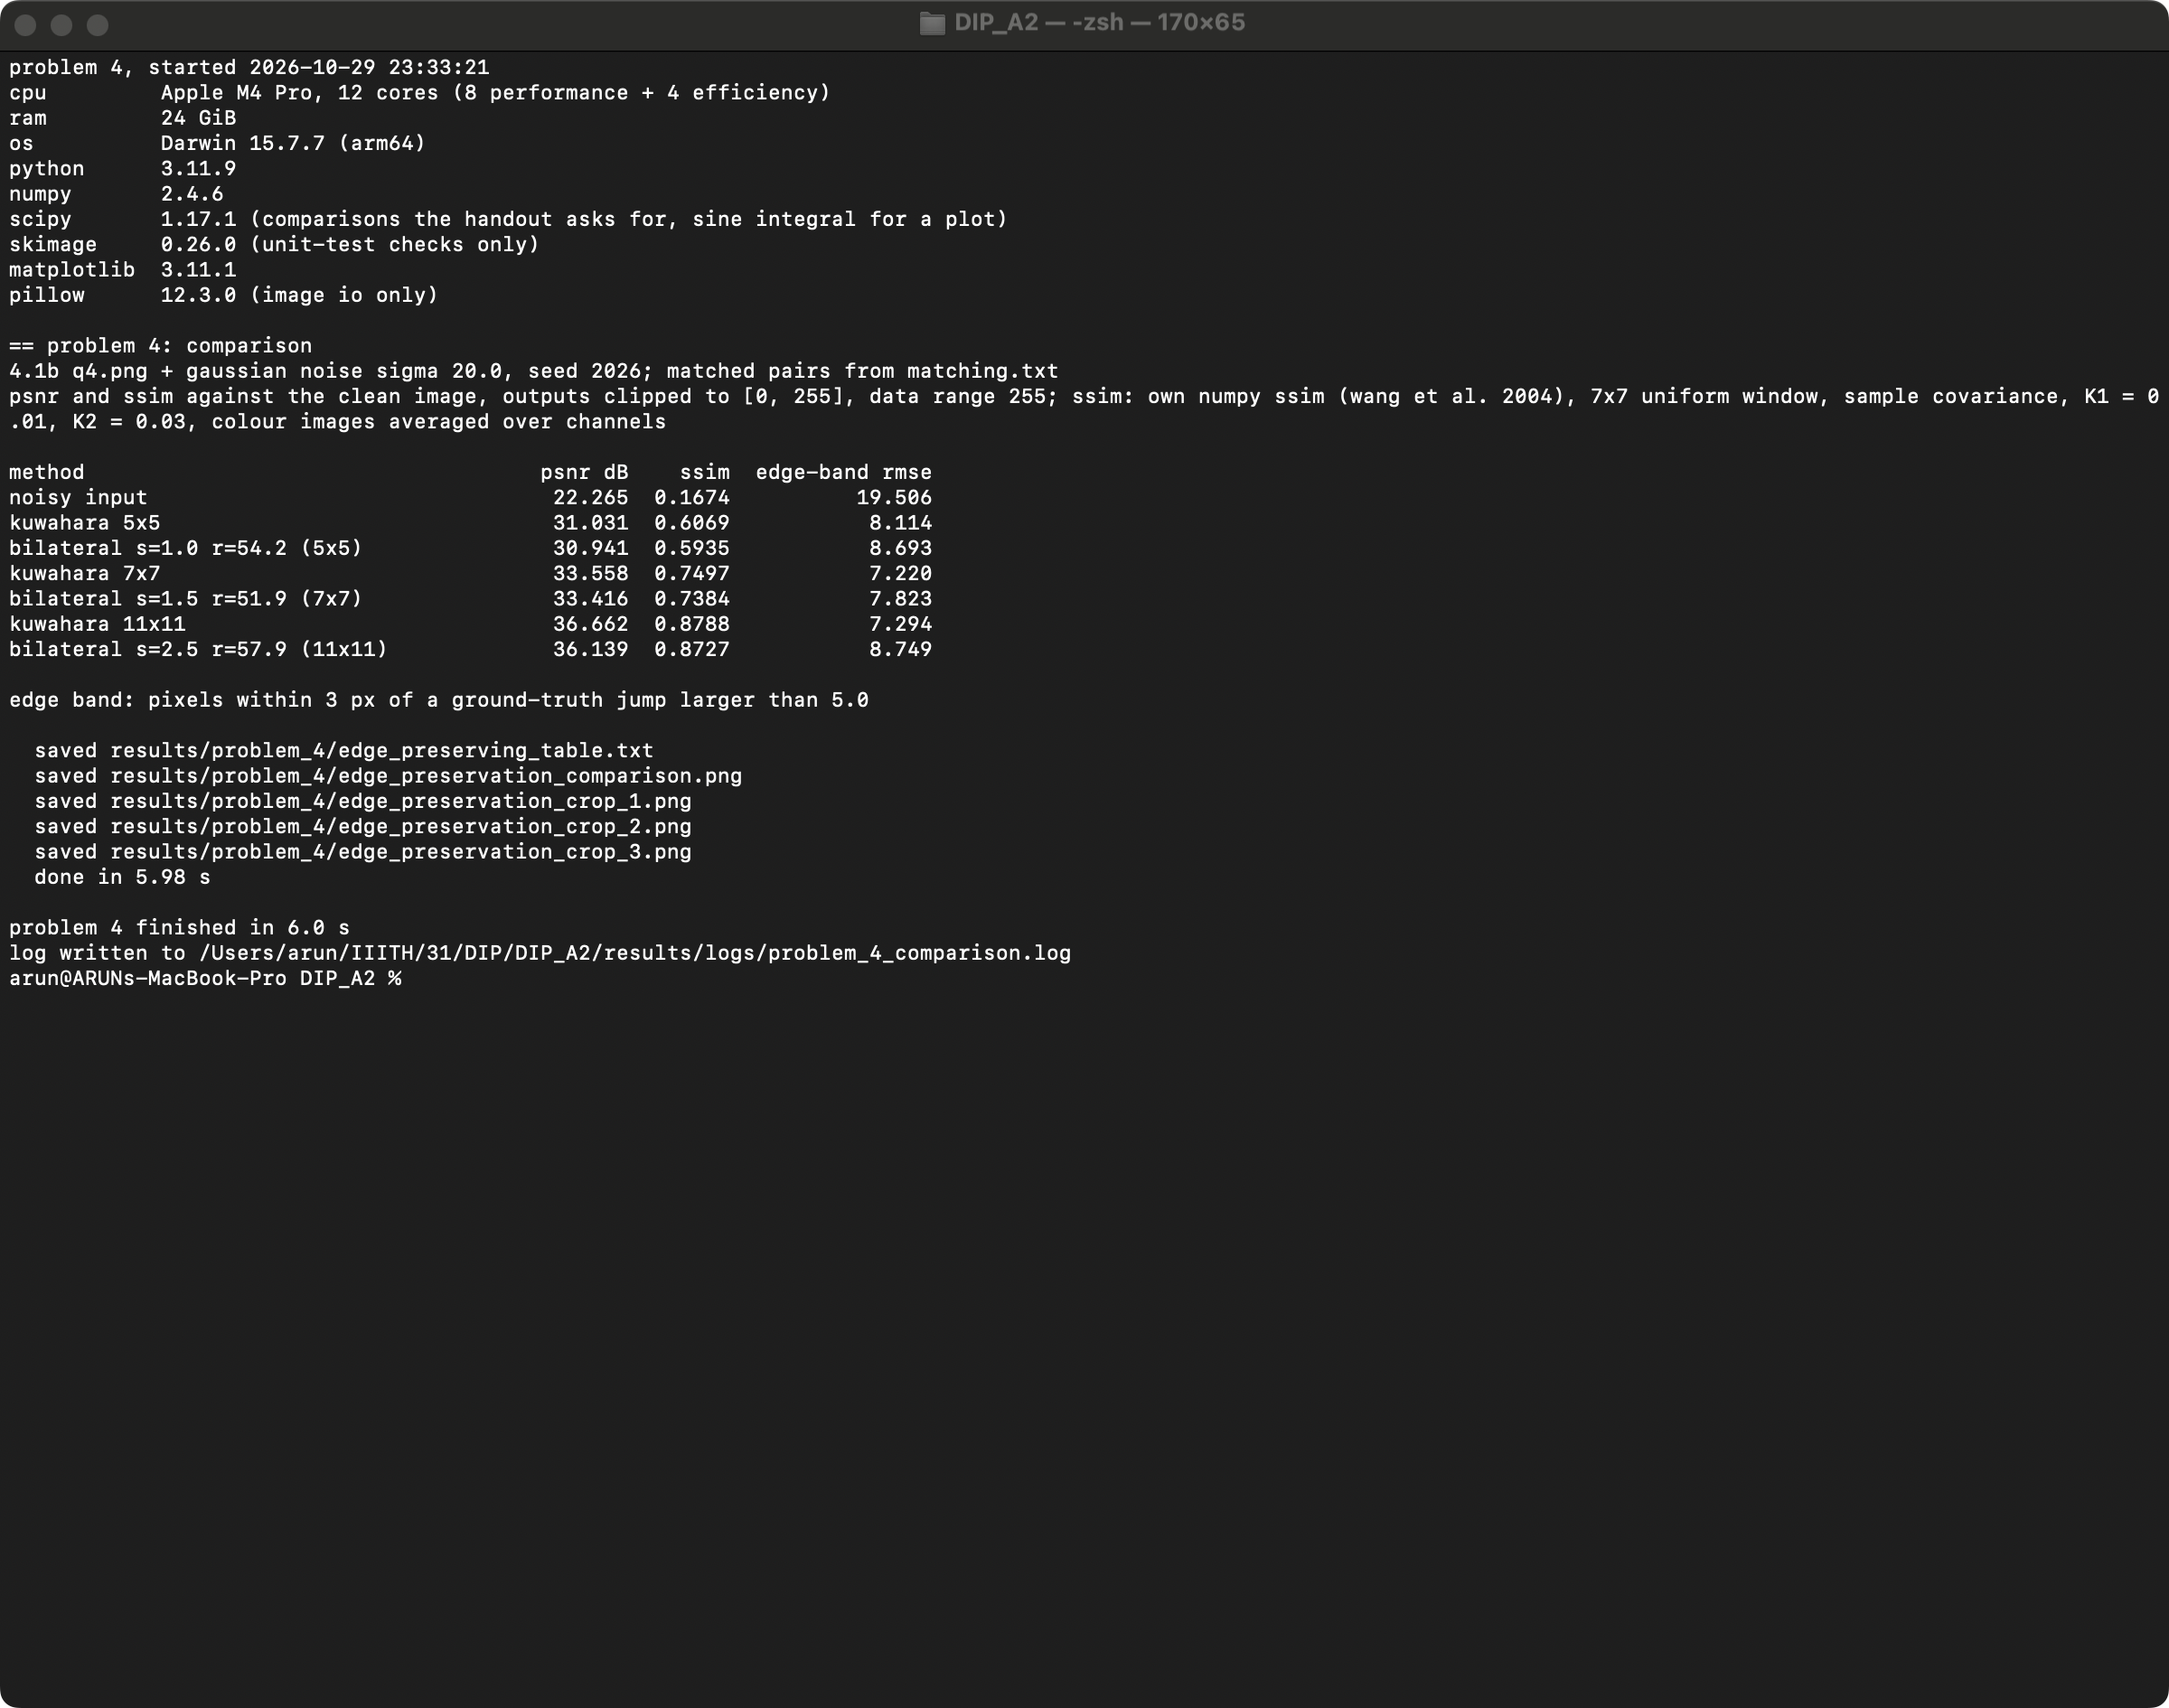 DIP_A2 — -zsh — 170×65
problem 4, started 2026-10-29 23:33:21
cpu         Apple M4 Pro, 12 cores (8 performance + 4 efficiency)
ram         24 GiB
os          Darwin 15.7.7 (arm64)
python      3.11.9
numpy       2.4.6
scipy       1.17.1 (comparisons the handout asks for, sine integral for a plot)
skimage     0.26.0 (unit-test checks only)
matplotlib  3.11.1
pillow      12.3.0 (image io only)
== problem 4: comparison
4.1b q4.png + gaussian noise sigma 20.0, seed 2026; matched pairs from matching.txt
psnr and ssim against the clean image, outputs clipped to [0, 255], data range 255; ssim: own numpy ssim (wang et al. 2004), 7x7 uniform window, sample covariance, K1 = 0
.01, K2 = 0.03, colour images averaged over channels
method                                    psnr dB    ssim  edge-band rmse
noisy input                                22.265  0.1674          19.506
kuwahara 5x5                               31.031  0.6069           8.114
bilateral s=1.0 r=54.2 (5x5)               30.941  0.5935           8.693
kuwahara 7x7                               33.558  0.7497           7.220
bilateral s=1.5 r=51.9 (7x7)               33.416  0.7384           7.823
kuwahara 11x11                             36.662  0.8788           7.294
bilateral s=2.5 r=57.9 (11x11)             36.139  0.8727           8.749
edge band: pixels within 3 px of a ground-truth jump larger than 5.0
  saved results/problem_4/edge_preserving_table.txt
  saved results/problem_4/edge_preservation_comparison.png
  saved results/problem_4/edge_preservation_crop_1.png
  saved results/problem_4/edge_preservation_crop_2.png
  saved results/problem_4/edge_preservation_crop_3.png
  done in 5.98 s
problem 4 finished in 6.0 s
log written to /Users/arun/IIITH/31/DIP/DIP_A2/results/logs/problem_4_comparison.log
arun@ARUNs-MacBook-Pro DIP_A2 %